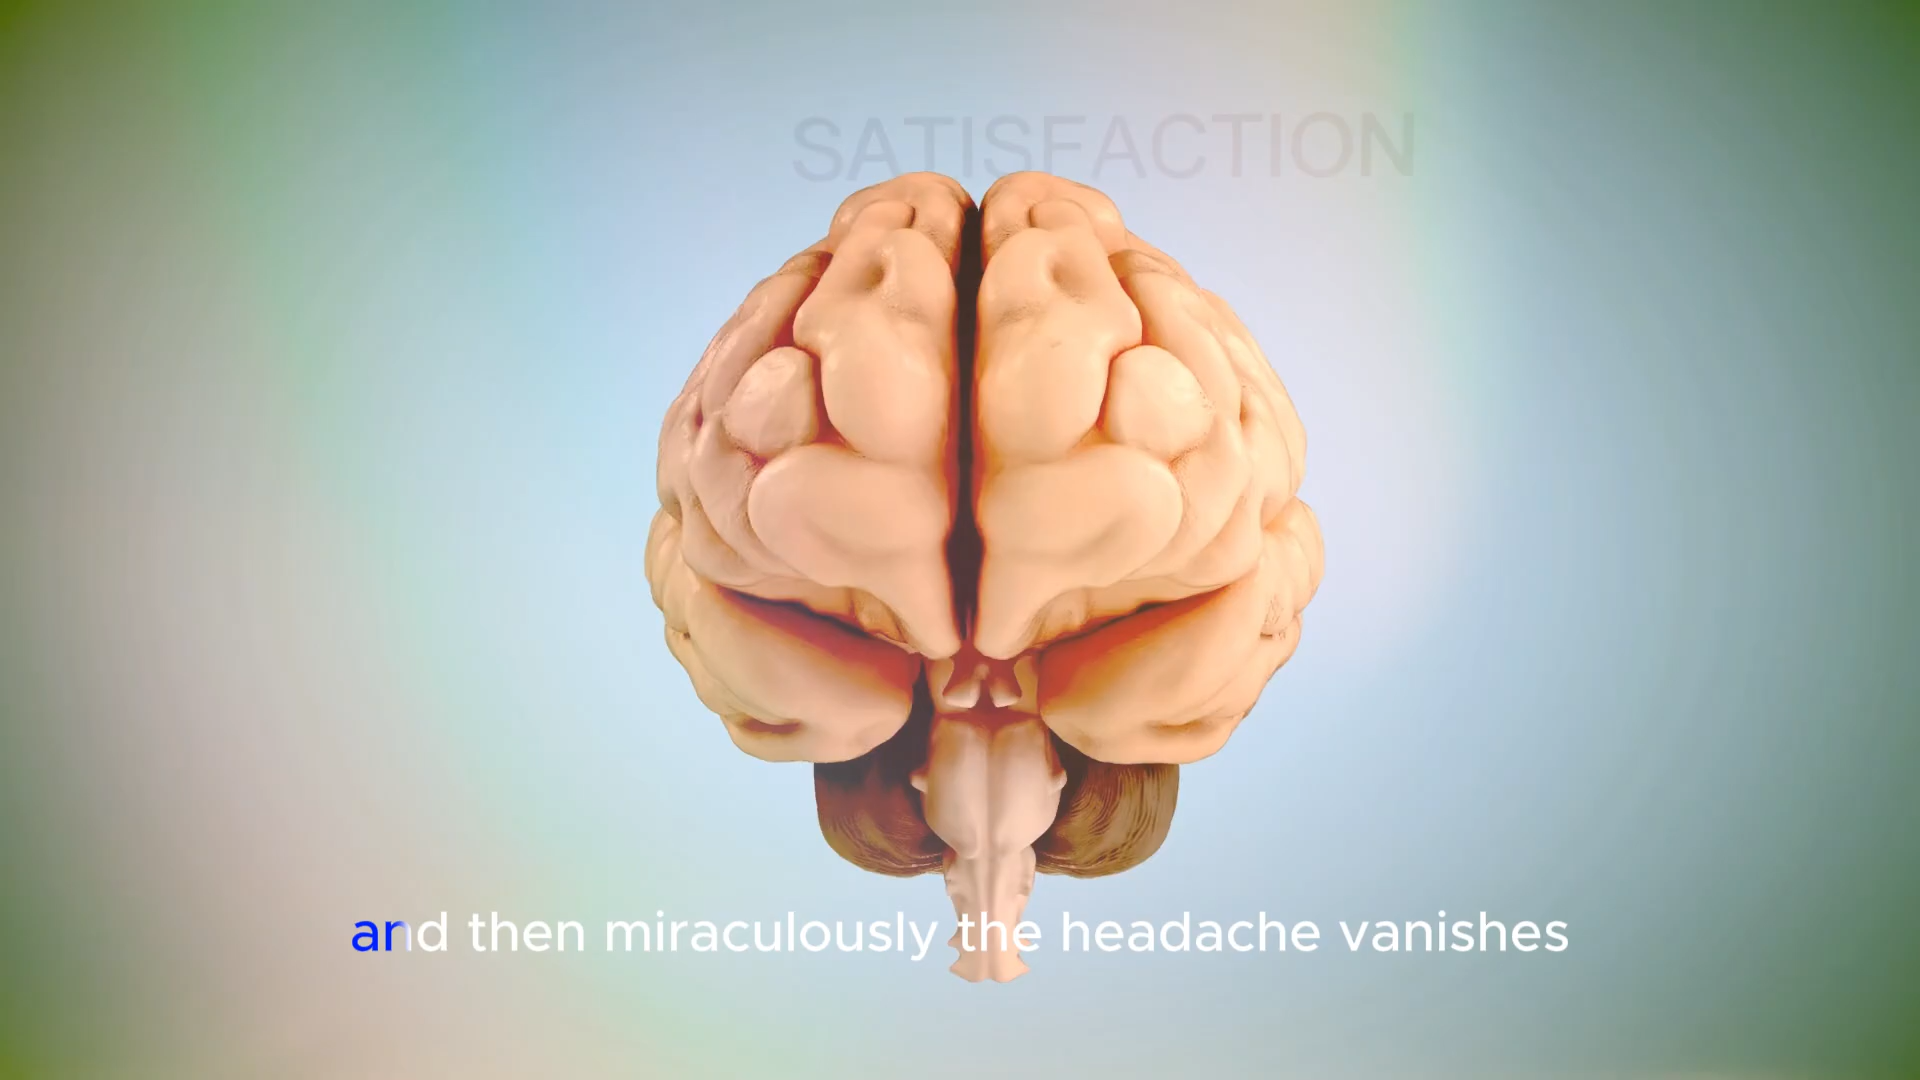 SATISFACTION
and then miraculously the headache vanishes